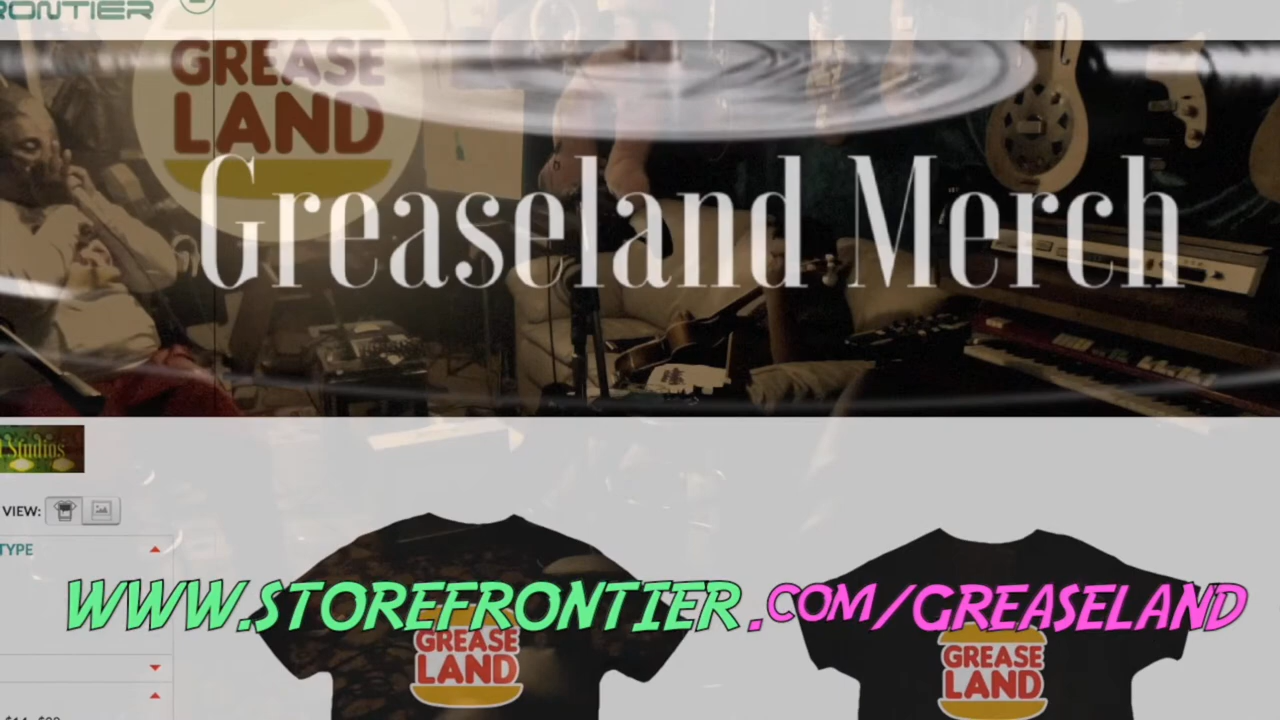 RONTIER
GREASE
LAND
Greaseland Merch
Studios
VIEW:
TYPE
WWW.STOREFRONTIER.COM/GREASELAND
GREASE
LAND
GREASE
LAND